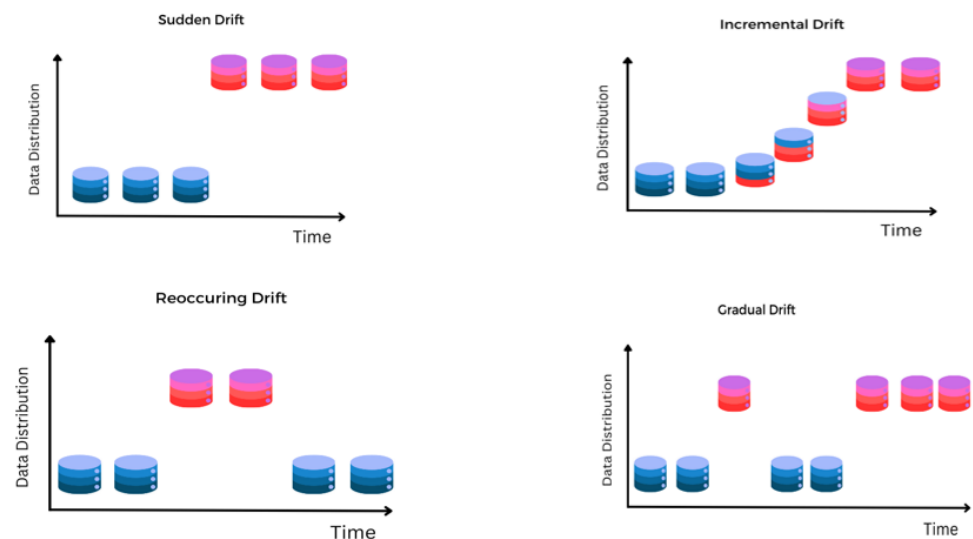 Sudden Drift
Data Distribution
Time
Incremental Drift
Data Distribution
Time
Reoccuring Drift
Data Distribution
Time
Gradual Drift
Data Distribution
Time